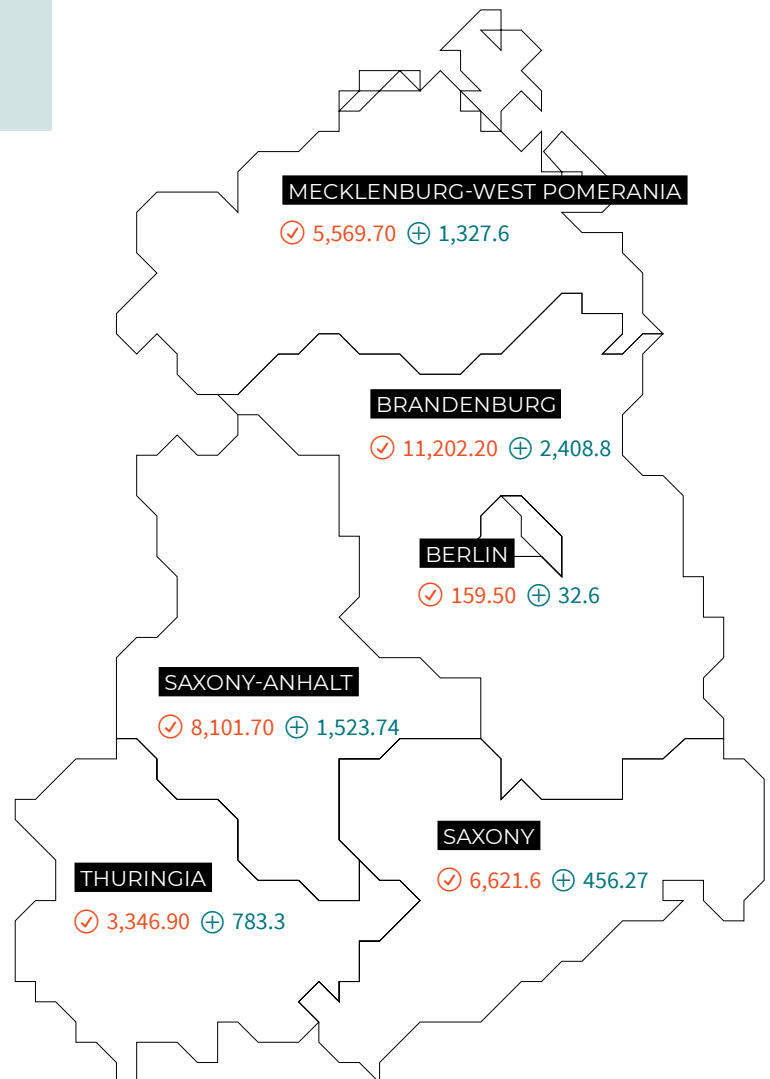 MECKLENBURG-WEST POMERANIA
5,569.70 1,327.6
BRANDENBURG
11,202.20 2,408.8
BERLIN
159.50 32.6
SAXONY-ANHALT
8,101.70 1,523.74
SAXONY
6,621.6 456.27
THURINGIA
3,346.90 783.3